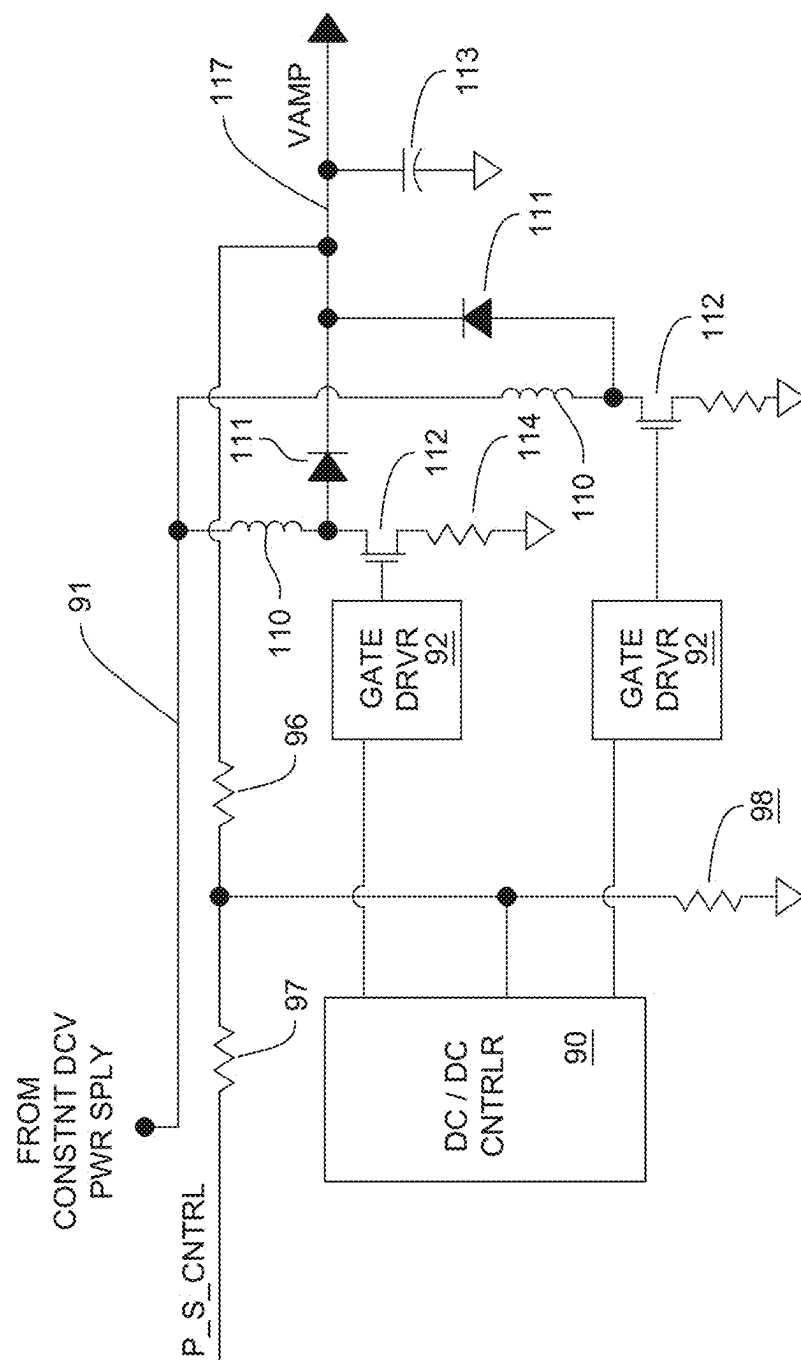 FROM
CONSTNT DCV
PWR SPLY
P_S_CNTRL
97
96
91
DC / DC
CNTRLR
90
98
GATE
DRVR
92
GATE
DRVR
92
110
111
112
114
110
111
112
117
VAMP
113